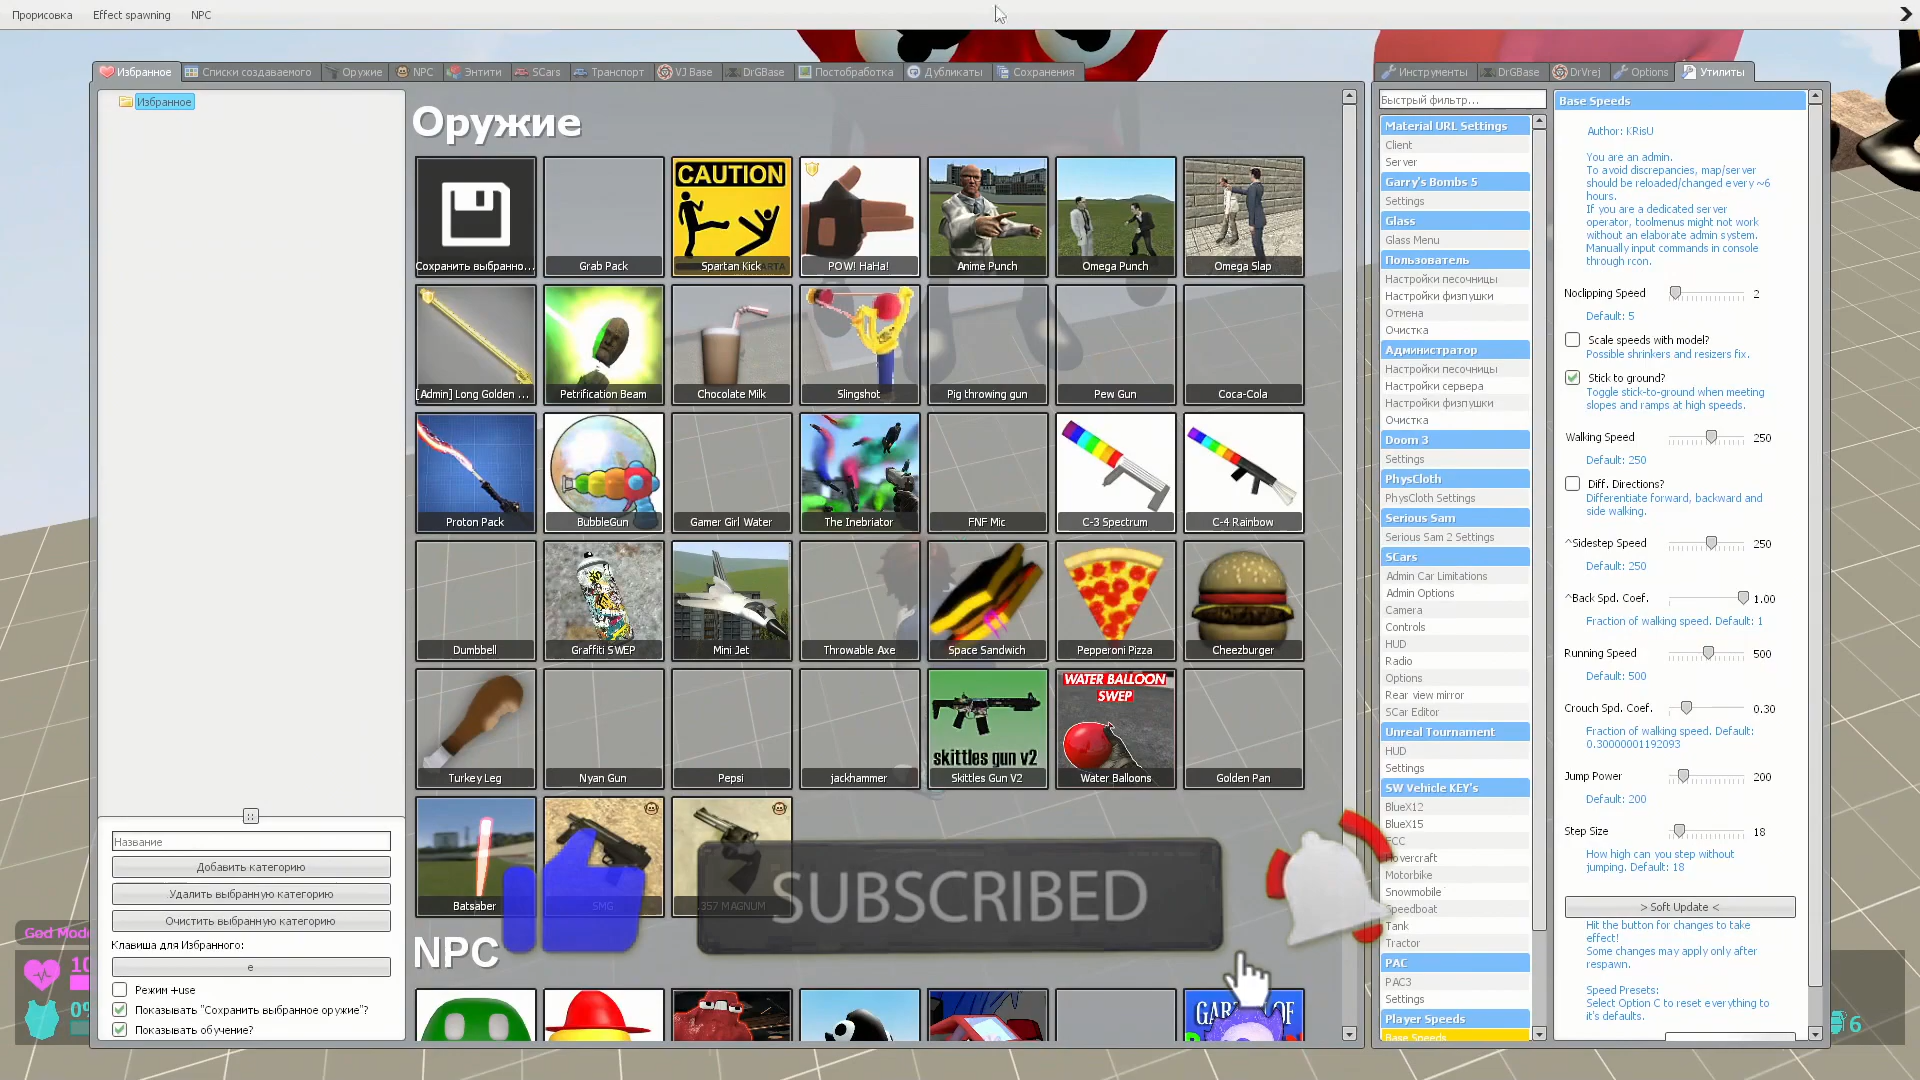 Прорисовка Effect spawning NPC
Избранное Списки создаваемого Оружие NPC Энтити SCars Транспорт VJ Base DrGBase Постобработка Дубликаты Сохранения
Инструменты DrGBase DrVrej Options Утилиты
Избранное
Оружие
Сохранить выбранно... Grab Pack Spartan Kick POW! HaHa! Anime Punch Omega Punch Omega Slap
CAUTION
[Admin] Long Golden ... Petrification Beam Chocolate Milk Slingshot Pig throwing gun Pew Gun Coca-Cola
Proton Pack BubbleGun Gamer Girl Water The Inebriator FNF Mic C-3 Spectrum C-4 Rainbow
Dumbbell Graffiti SWEP Mini Jet Throwable Axe Space Sandwich Pepperoni Pizza Cheezburger
skittles gun v2
WATER BALLOON
SWEP
Turkey Leg Nyan Gun Pepsi jackhammer Skittles Gun V2 Water Balloons Golden Pan
Batsaber SMG .357 MAGNUM
SUBSCRIBED
NPC
Название
Добавить категорию
Удалить выбранную категорию
Очистить выбранную категорию
Клавиша для Избранного:
e
Режим +use
Показывать "Сохранить выбранное оружие"?
Показывать обучение?
God Mode
6
Быстрый фильтр...
Material URL Settings
Client
Server
Garry's Bombs 5
Settings
Glass
Glass Menu
Пользователь
Настройки песочницы
Настройки физпушки
Отмена
Очистка
Администратор
Настройки песочницы
Настройки сервера
Настройки физпушки
Очистка
Doom 3
Settings
PhysCloth
PhysCloth Settings
Serious Sam
Serious Sam 2 Settings
SCars
Admin Car Limitations
Admin Options
Camera
Controls
HUD
Radio
Options
Rear view mirror
SCar Editor
Unreal Tournament
HUD
Settings
SW Vehicle KEY's
BlueX12
BlueX15
FCC
Hovercraft
Motorbike
Snowmobile
Speedboat
Tank
Tractor
PAC
PAC3
Settings
Player Speeds
Base Speeds
Base Speeds
Author: KRisU
You are an admin.
To avoid discrepancies, map/server
should be reloaded/changed every ~6
hours.
If you are a dedicated server
operator, toolmenus might not work
without an elaborate admin system.
Manually input commands in console
through rcon.
Noclipping Speed 2
Default: 5
Scale speeds with model?
Possible shrinkers and resizers fix.
Stick to ground?
Toggle stick-to-ground when meeting
slopes and ramps at high speeds.
Walking Speed 250
Default: 250
Diff. Directions?
Differentiate forward, backward and
side walking.
^Sidestep Speed 250
Default: 250
^Back Spd. Coef. 1.00
Fraction of walking speed. Default: 1
Running Speed 500
Default: 500
Crouch Spd. Coef. 0.30
Fraction of walking speed. Default:
0.30000001192093
Jump Power 200
Default: 200
Step Size 18
How high can you step without
jumping. Default: 18
> Soft Update <
Hit the button for changes to take
effect!
Some changes may apply only after
respawn.
Speed Presets:
Select Option C to reset everything to
it's defaults.